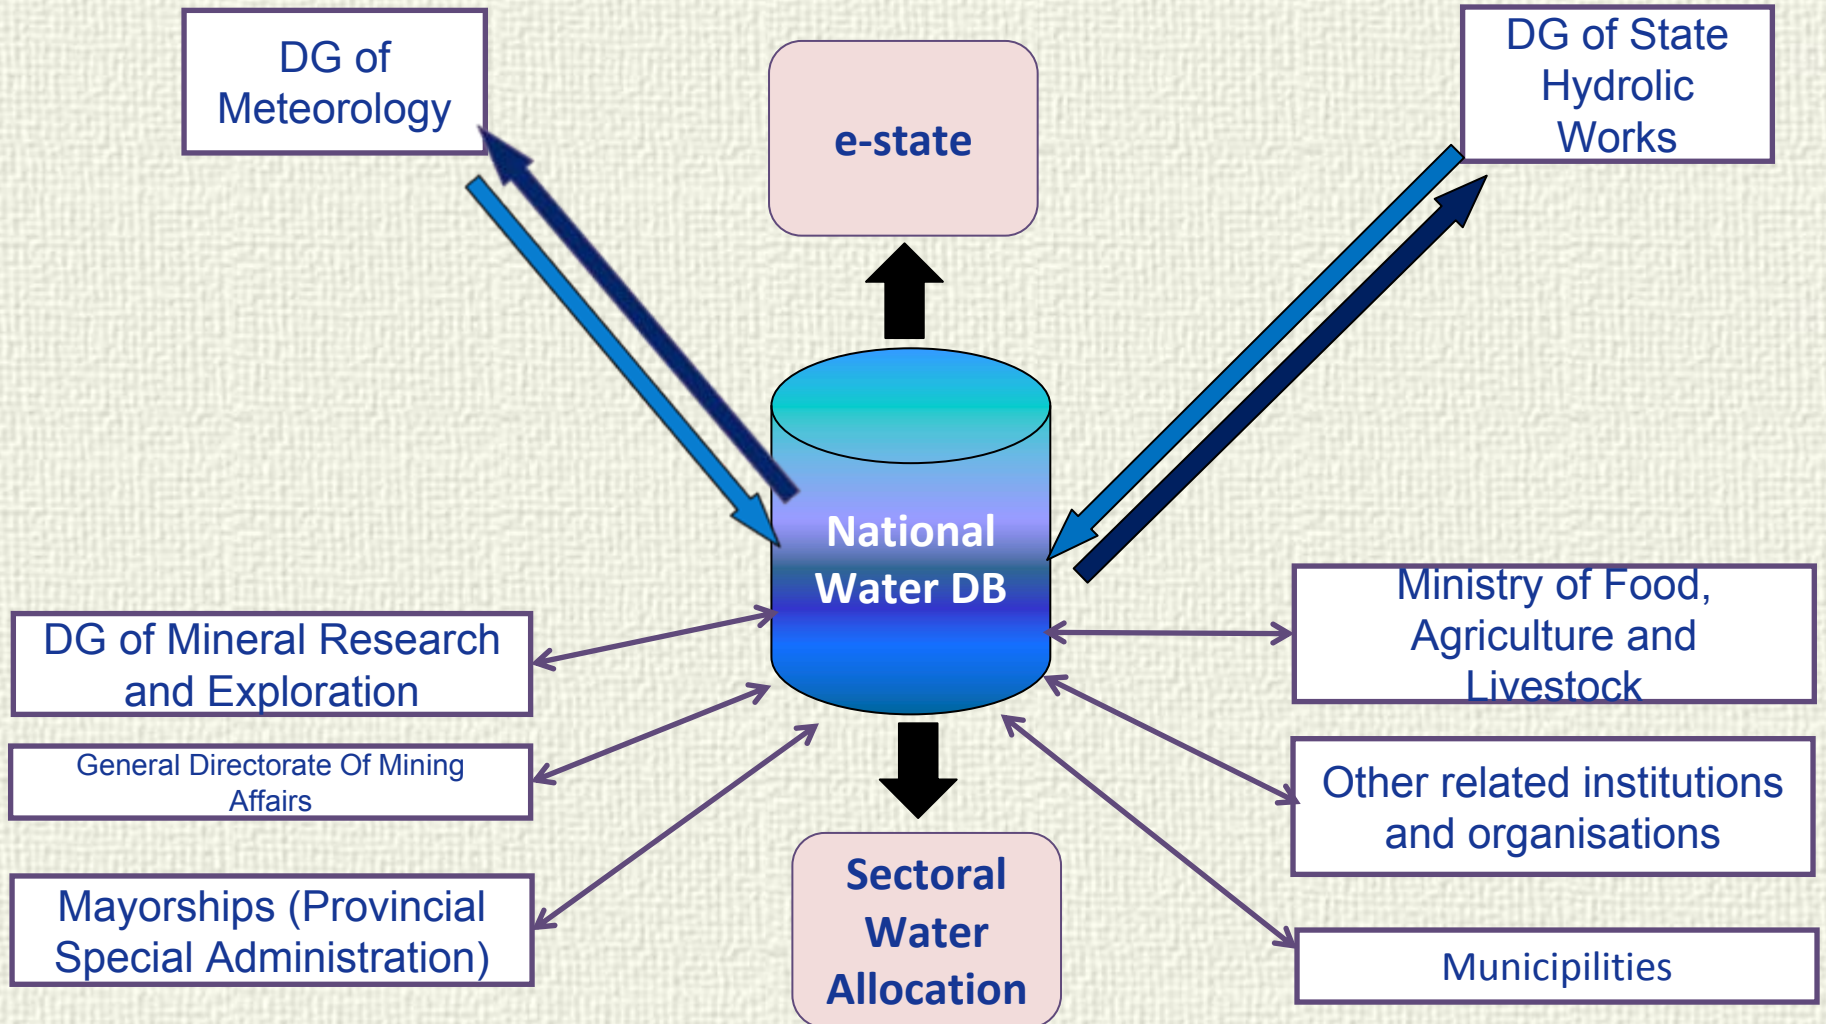 DG of
Meteorology
e-state
DG of State
Hydrolic
Works
National
Water DB
DG of Mineral Research
and Exploration
General Directorate Of Mining
Affairs
Mayorships (Provincial
Special Administration)
Ministry of Food,
Agriculture and
Livestock
Other related institutions
and organisations
Municipilities
Sectoral
Water
Allocation